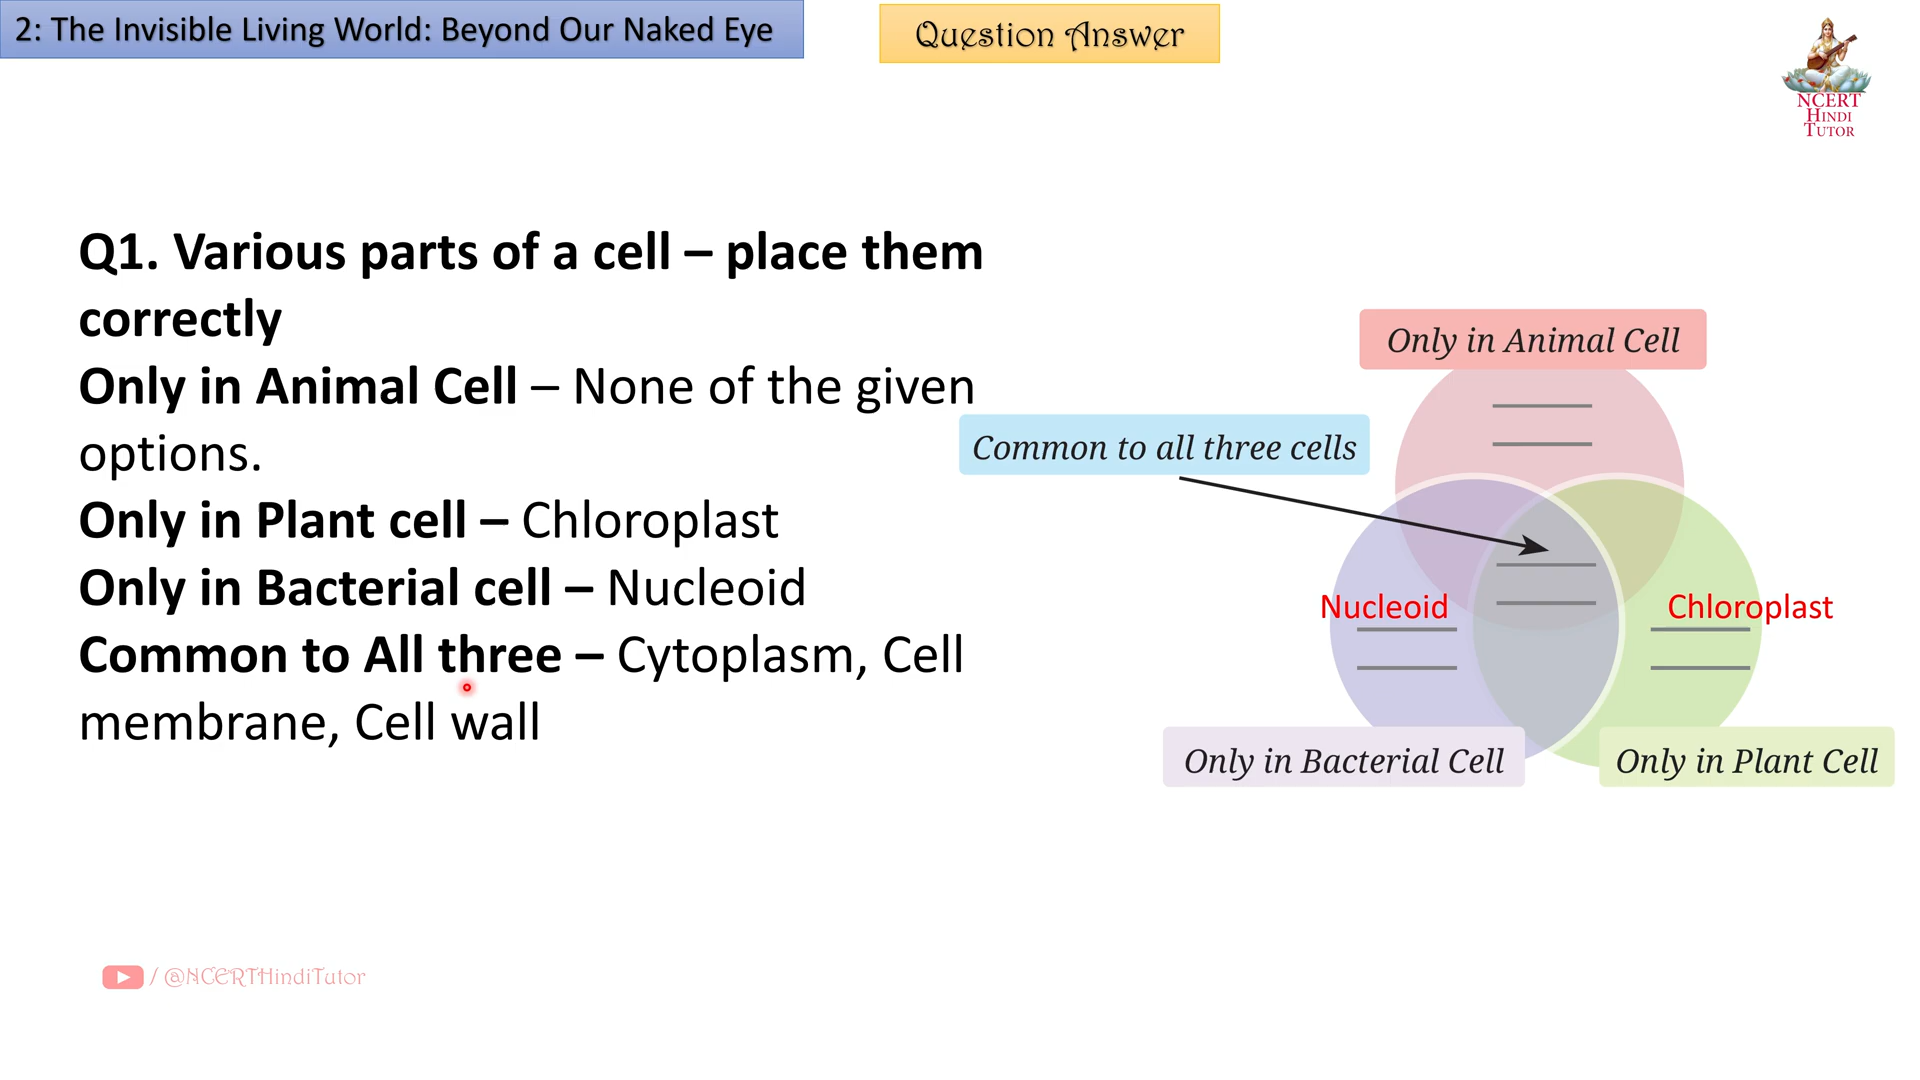 2: The Invisible Living World: Beyond Our Naked Eye
Question Answer
NCERT
HINDI
TUTOR
Q1. Various parts of a cell – place them
correctly
Only in Animal Cell – None of the given
options.
Only in Plant cell – Chloroplast
Only in Bacterial cell – Nucleoid
Common to All three – Cytoplasm, Cell
membrane, Cell wall
Only in Animal Cell
Common to all three cells
Nucleoid
Chloroplast
Only in Bacterial Cell
Only in Plant Cell
/ @NCERTHindiTutor